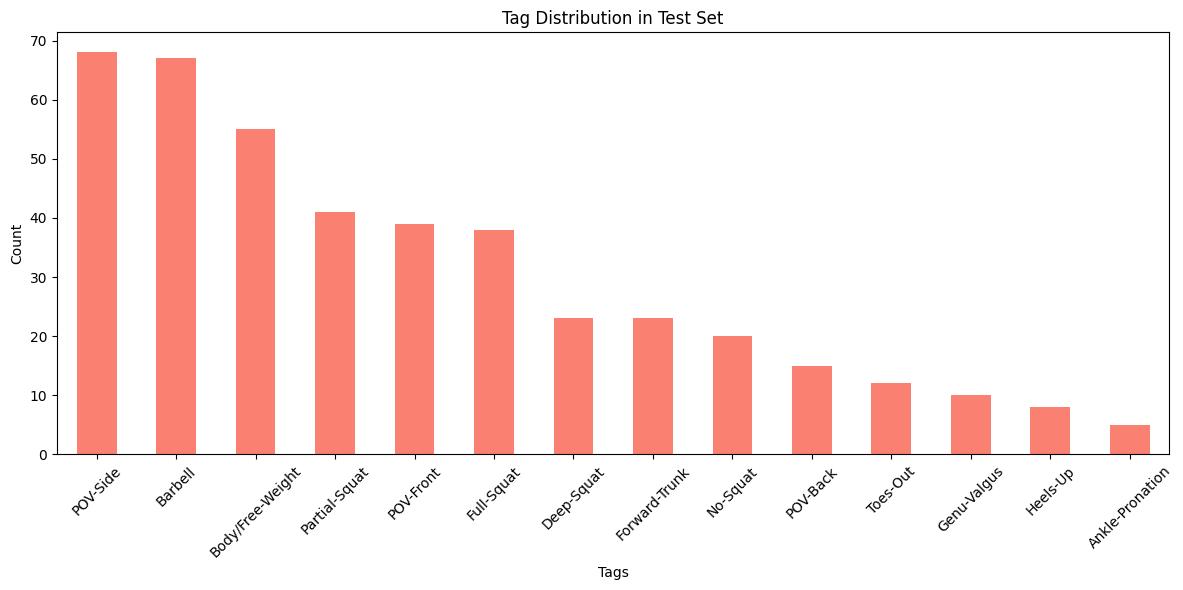 Tag Distribution in Test Set
70
60
50
40
30
20
10
0
Count
POV-Side
Barbell
Body/Free-Weight
Partial-Squat
POV-Front
Full-Squat
Deep-Squat
Forward-Trunk
No-Squat
POV-Back
Toes-Out
Genu-Valgus
Heels-Up
Ankle-Pronation
Tags